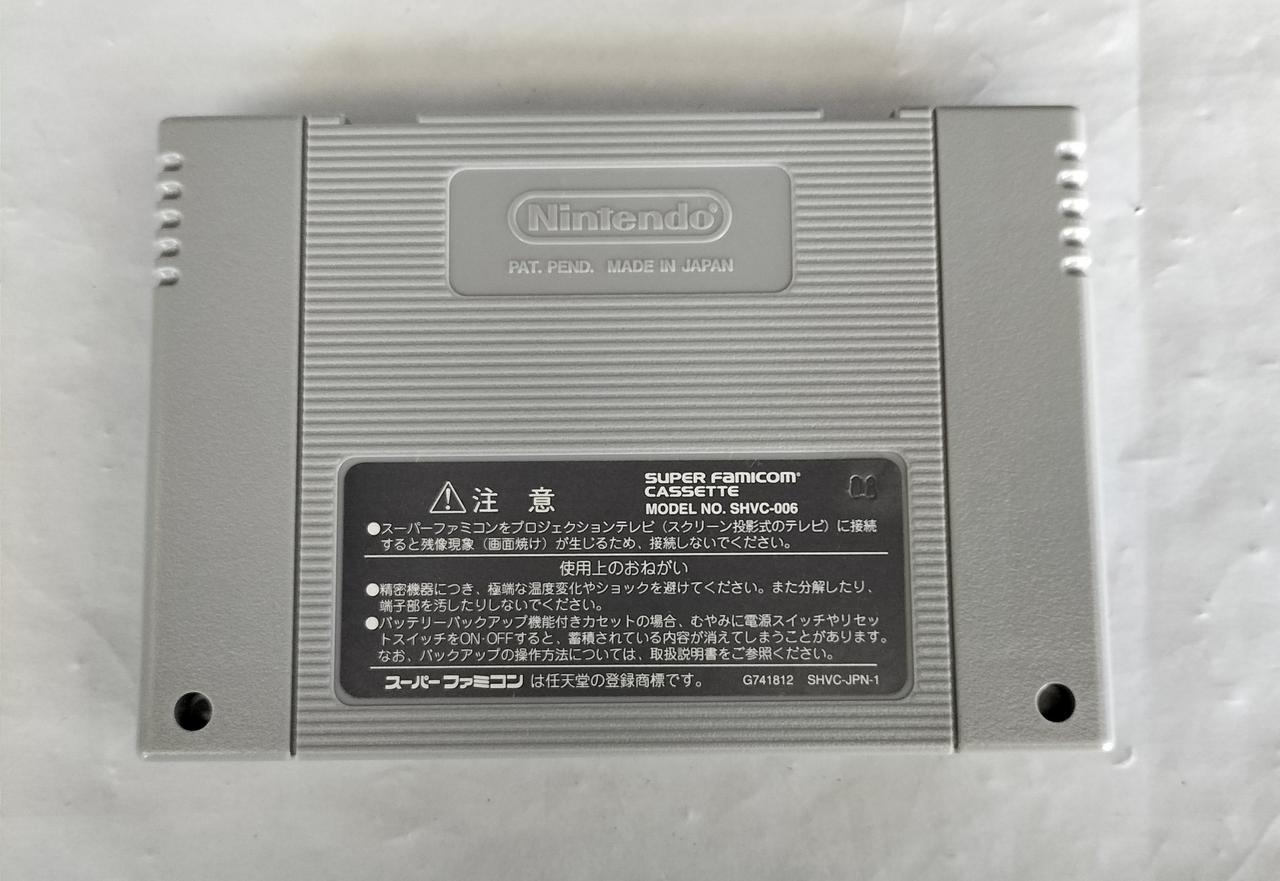 Nintendo®
PAT. PEND. MADE IN JAPAN
注意
SUPER FAMICOM®
CASSETTE
MODEL NO. SHVC-006
●スーパーファミコンをプロジェクションテレビ（スクリーン投影式のテレビ）に接続
すると残像現象（画面焼け）が生じるため、接続しないでください。
使用上のおねがい
●精密機器につき、極端な温度変化やショックを避けてください。また分解したり、
端子部を汚したりしないでください。
●バッテリーバックアップ機能付きカセットの場合、むやみに電源スイッチやリセッ
トスイッチをON·OFFすると、蓄積されている内容が消えてしまうことがあります。
なお、バックアップの操作方法については、取扱説明書をご参照ください。
スーパーファミコンは任天堂の登録商標です。 G741812 SHVC-JPN-1